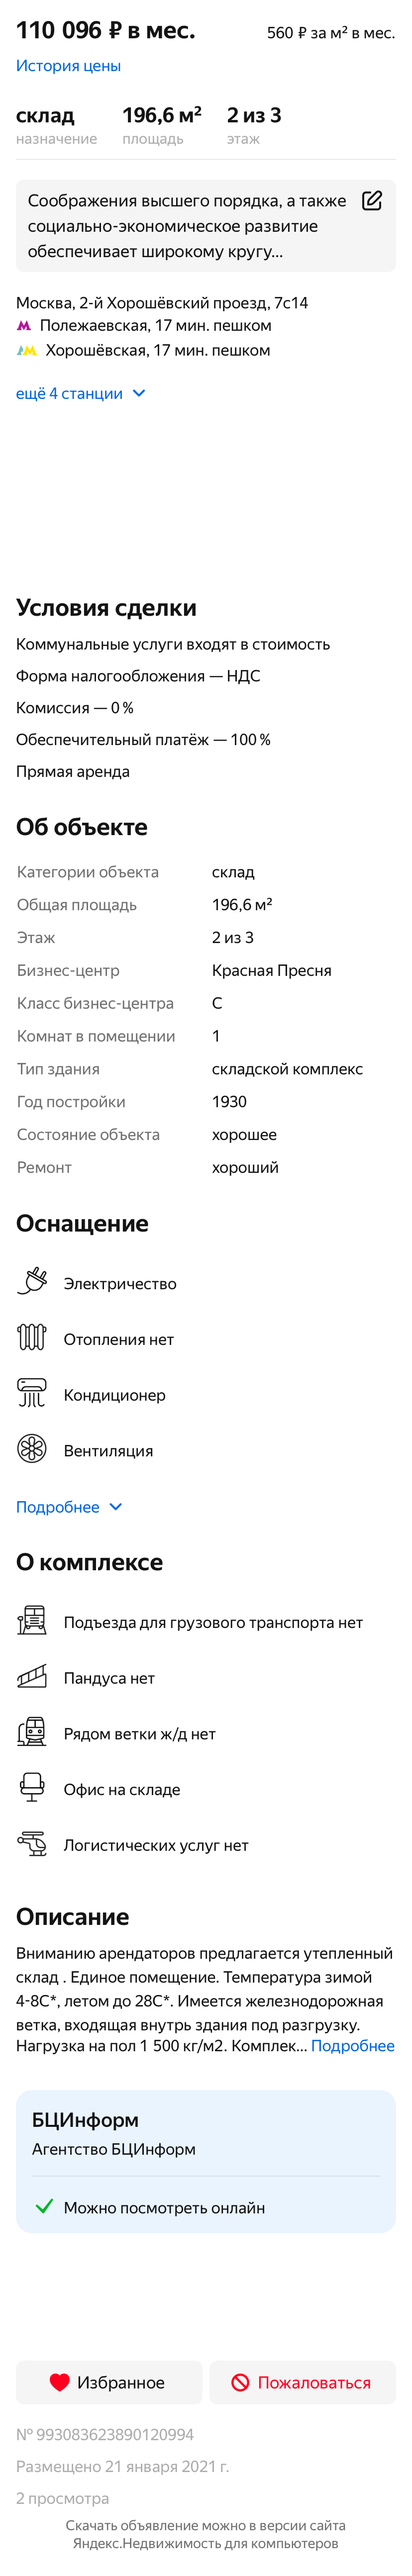 110 096 ₽ в мес.
560 ₽ за м² в мес.
История цены
склад
196,6 м²
2 из 3
назначение
площадь
этаж
Соображения высшего порядка, а также
социально-экономическое развитие
обеспечивает широкому кругу...
Москва, 2-й Хорошёвский проезд, 7с14
Полежаевская, 17 мин. пешком
Хорошёвская, 17 мин. пешком
ещё 4 станции
Условия сделки
Коммунальные услуги входят в стоимость
Форма налогообложения — НДС
Комиссия — 0 %
Обеспечительный платёж — 100 %
Прямая аренда
Об объекте
Категории объекта склад
Общая площадь 196,6 м²
Этаж 2 из 3
Бизнес-центр Красная Пресня
Класс бизнес-центра C
Комнат в помещении 1
Тип здания складской комплекс
Год постройки 1930
Состояние объекта хорошее
Ремонт хороший
Оснащение
Электричество
Отопления нет
Кондиционер
Вентиляция
Подробнее
О комплексе
Подъезда для грузового транспорта нет
Пандуса нет
Рядом ветки ж/д нет
Офис на складе
Логистических услуг нет
Описание
Вниманию арендаторов предлагается утепленный
склад . Единое помещение. Температура зимой
4-8С*, летом до 28С*. Имеется железнодорожная
ветка, входящая внутрь здания под разгрузку.
Нагрузка на пол 1 500 кг/м2. Комплек... Подробнее
БЦИнформ
Агентство БЦИнформ
Можно посмотреть онлайн
Избранное
Пожаловаться
№ 993083623890120994
Размещено 21 января 2021 г.
2 просмотра
Скачать объявление можно в версии сайта
Яндекс.Недвижимость для компьютеров